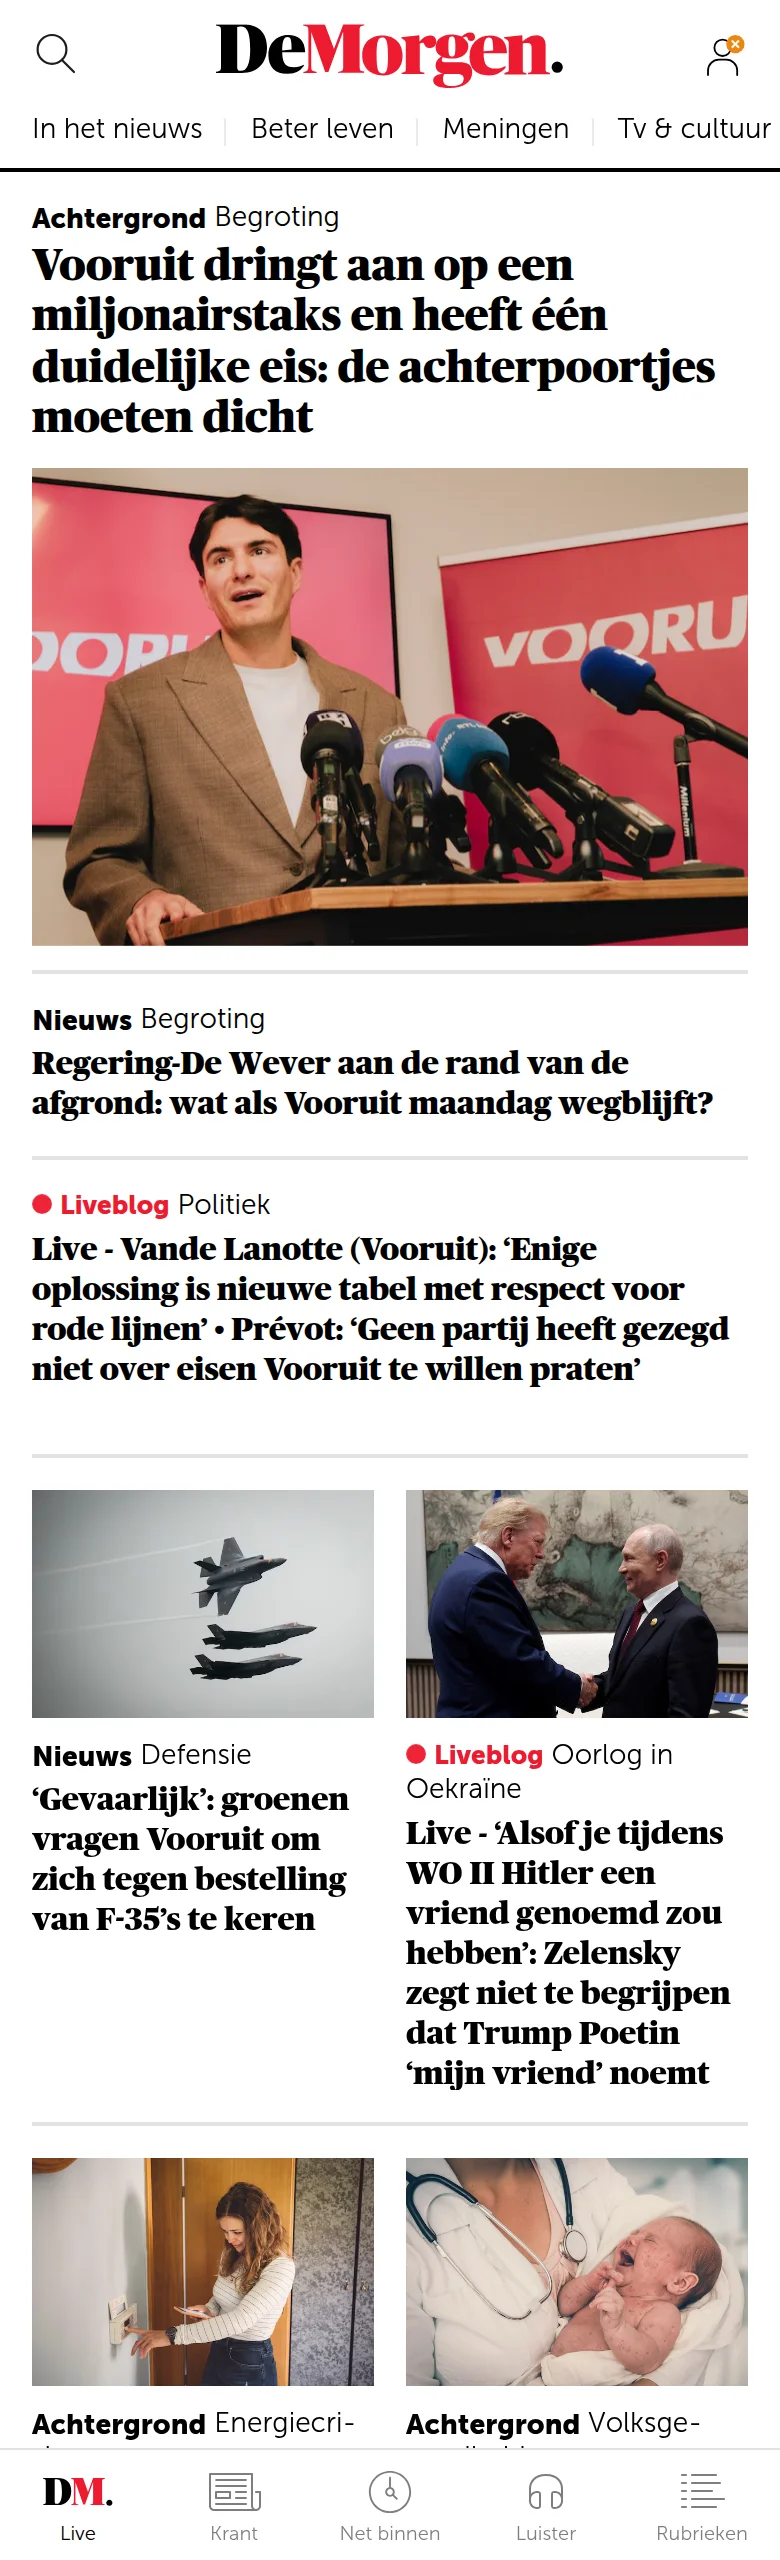 DeMorgen.
In het nieuws
Beter leven
Meningen
Tv & cultuur
Achtergrond Begroting
Vooruit dringt aan op een
miljonairstaks en heeft één
duidelijke eis: de achterpoortjes
moeten dicht
VOORU
Millenium
Nieuws Begroting
Regering-De Wever aan de rand van de
afgrond: wat als Vooruit maandag wegblijft?
Liveblog Politiek
Live - Vande Lanotte (Vooruit): ‘Enige
oplossing is nieuwe tabel met respect voor
rode lijnen’ • Prévot: ‘Geen partij heeft gezegd
niet over eisen Vooruit te willen praten’
Nieuws Defensie
‘Gevaarlijk’: groenen
vragen Vooruit om
zich tegen bestelling
van F-35’s te keren
Liveblog Oorlog in
Oekraïne
Live - ‘Alsof je tijdens
WO II Hitler een
vriend genoemd zou
hebben’: Zelensky
zegt niet te begrijpen
dat Trump Poetin
‘mijn vriend’ noemt
Achtergrond Energiecri-
Achtergrond Volksge-
DM.
Live
Krant
Net binnen
Luister
Rubrieken